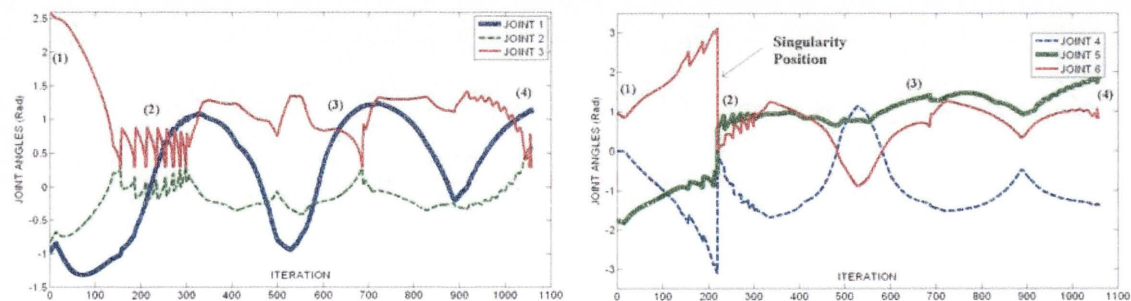 2.5
2
1.5
1
0.5
0
-0.5
-1
-1.5
JOINT ANGLES (Rad)
0 100 200 300 400 500 600 700 800 900 1000 1100
ITERATION
JOINT 1
JOINT 2
JOINT 3
(1)
(2)
(3)
(4)
3
2
1
0
-1
-2
-3
JOINT ANGLES (Rad)
0 100 200 300 400 500 600 700 800 900 1000 1100
ITERATION
JOINT 4
JOINT 5
JOINT 6
Singularity
Position
(1)
(2)
(3)
(4)